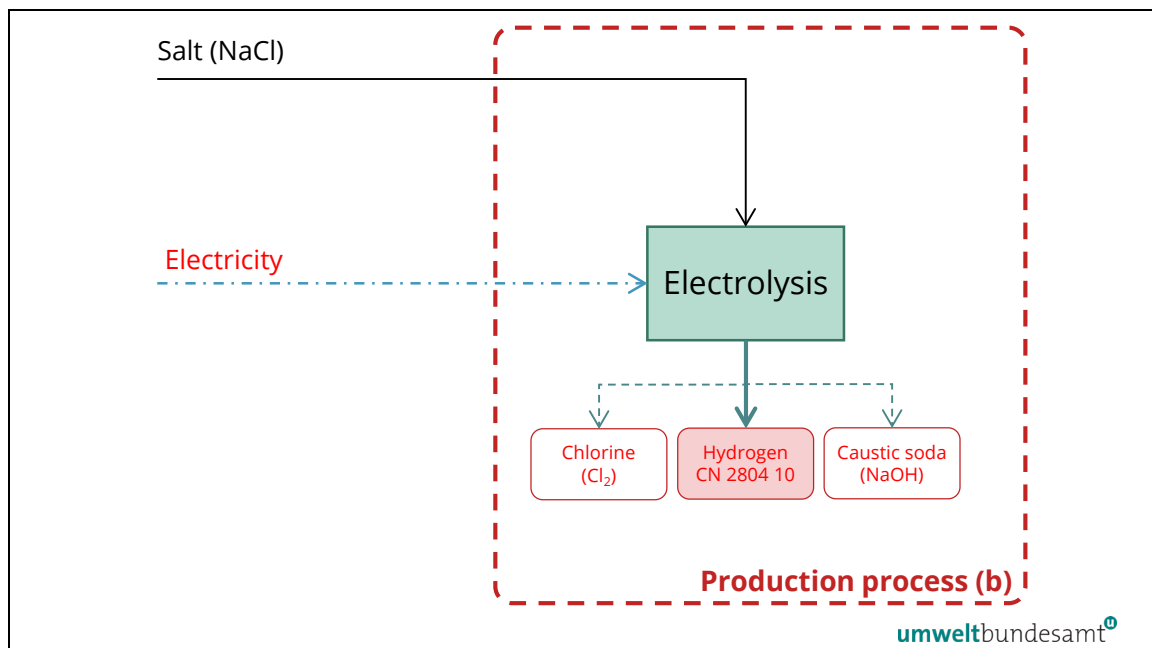 Salt (NaCl)
Electricity
Electrolysis
Chlorine
(Cl₂)
Hydrogen
CN 2804 10
Caustic soda
(NaOH)
Production process (b)
umweltbundesamt u